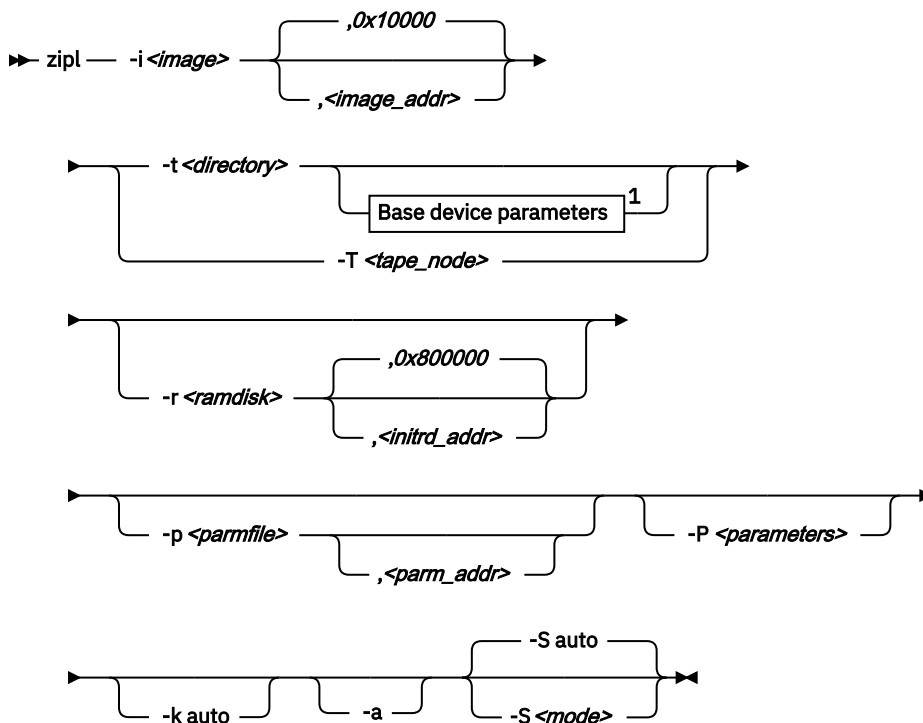 ,0x10000
zipl -i <image>
,<image_addr>
-t <directory>
Base device parameters 1
-T <tape_node>
,0x800000
-r <ramdisk>
,<initrd_addr>
-p <parmfile> -P <parameters>
,<parm_addr>
-S auto
-k auto -a -S <mode>